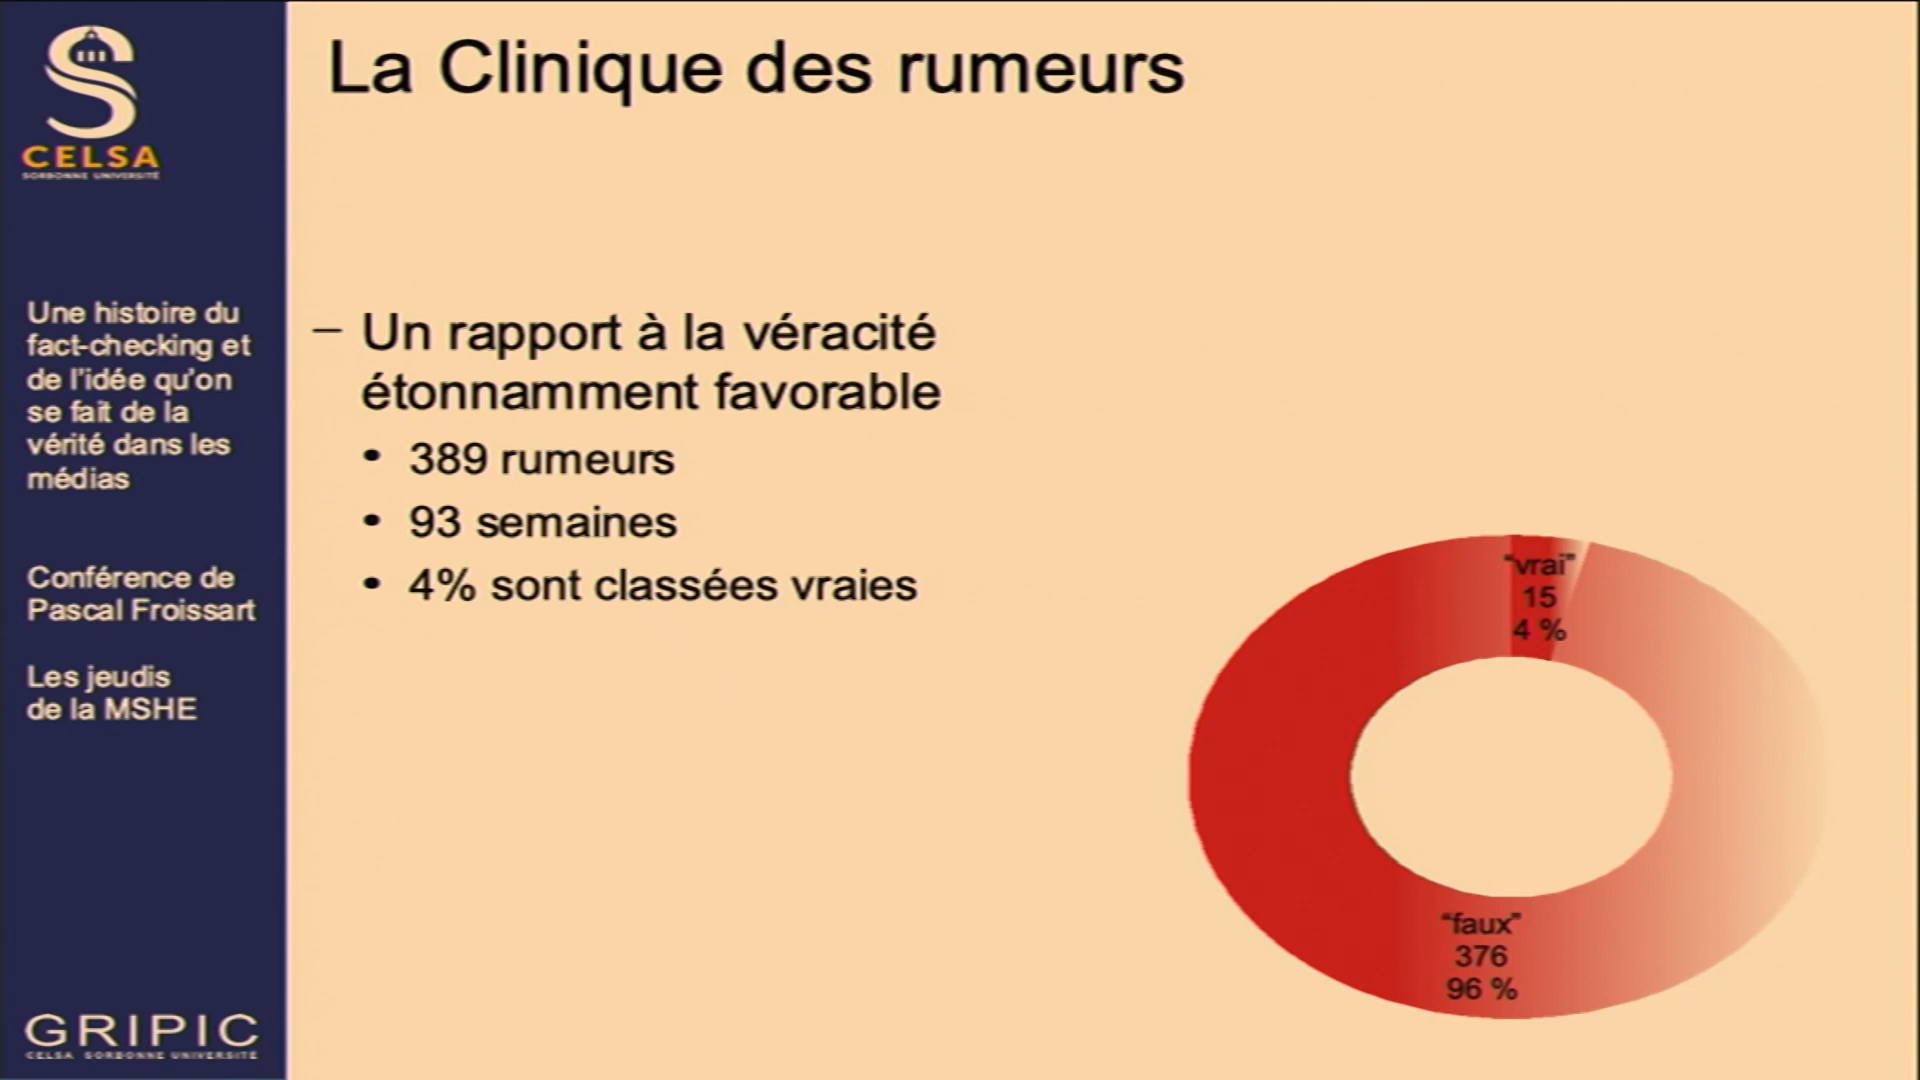 CELSA
SORBONNE UNIVERSITÉ
La Clinique des rumeurs
Une histoire du
fact-checking et
de l'idée qu'on
se fait de la
vérité dans les
médias
Conférence de
Pascal Froissart
Les jeudis
de la MSHE
GRIPIC
CELSA SORBONNE UNIVERSITÉ
– Un rapport à la véracité
étonnamment favorable
• 389 rumeurs
• 93 semaines
• 4% sont classées vraies
“vrai”
15
4 %
“faux”
376
96 %